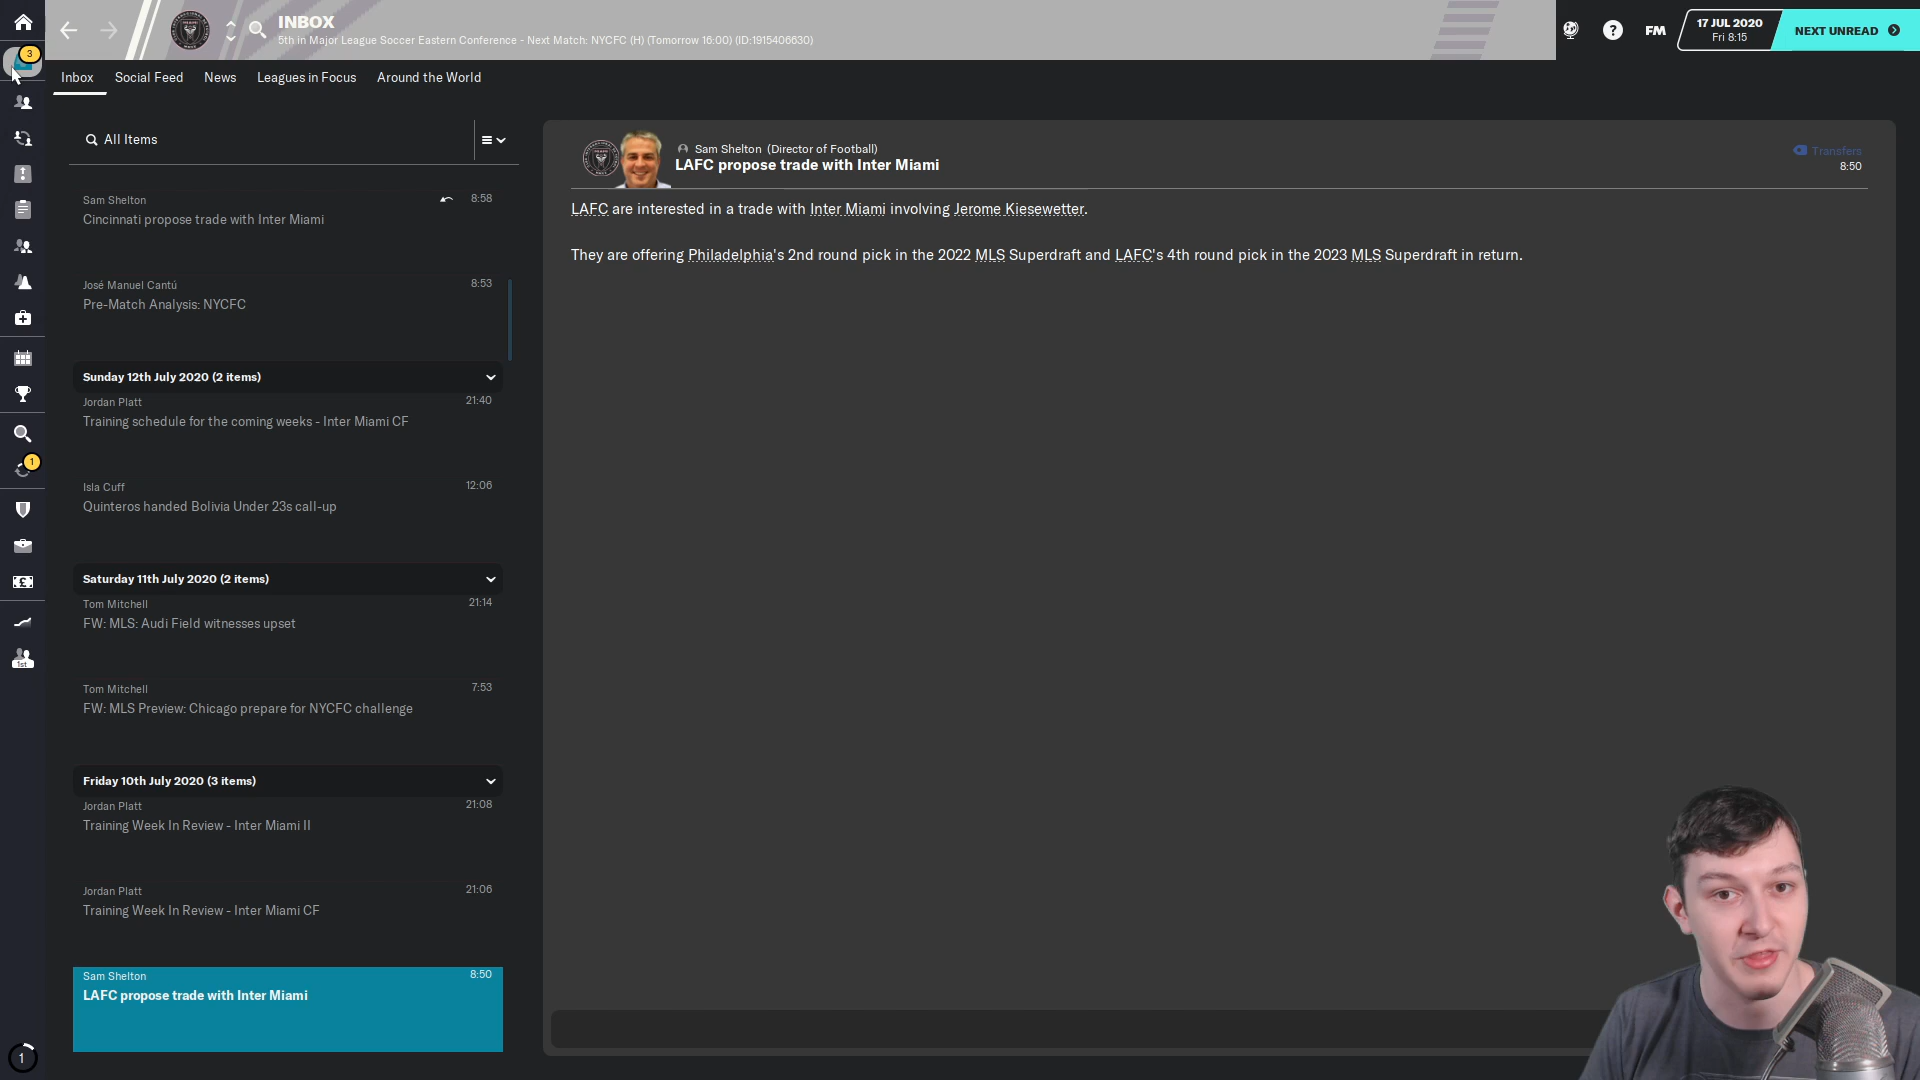 3
INBOX
5th in Major League Soccer Eastern Conference - Next Match: NYCFC (H) (Tomorrow 16:00) (ID:1915406630)
?
FM
17 JUL 2020
Fri 8:15
NEXT UNREAD
Inbox
Social Feed
News
Leagues in Focus
Around the World
All Items
Sam Shelton
8:58
Cincinnati propose trade with Inter Miami
José Manuel Cantú
8:53
Pre-Match Analysis: NYCFC
Sunday 12th July 2020 (2 items)
Jordan Platt
21:40
Training schedule for the coming weeks - Inter Miami CF
Isla Cuff
12:06
Quinteros handed Bolivia Under 23s call-up
Saturday 11th July 2020 (2 items)
Tom Mitchell
21:14
FW: MLS: Audi Field witnesses upset
Tom Mitchell
7:53
FW: MLS Preview: Chicago prepare for NYCFC challenge
Friday 10th July 2020 (3 items)
Jordan Platt
21:08
Training Week In Review - Inter Miami II
Jordan Platt
21:06
Training Week In Review - Inter Miami CF
Sam Shelton
8:50
LAFC propose trade with Inter Miami
Sam Shelton (Director of Football)
LAFC propose trade with Inter Miami
Transfers
8:50
LAFC are interested in a trade with Inter Miami involving Jerome Kiesewetter.
They are offering Philadelphia's 2nd round pick in the 2022 MLS Superdraft and LAFC's 4th round pick in the 2023 MLS Superdraft in return.
1
£
1st
1